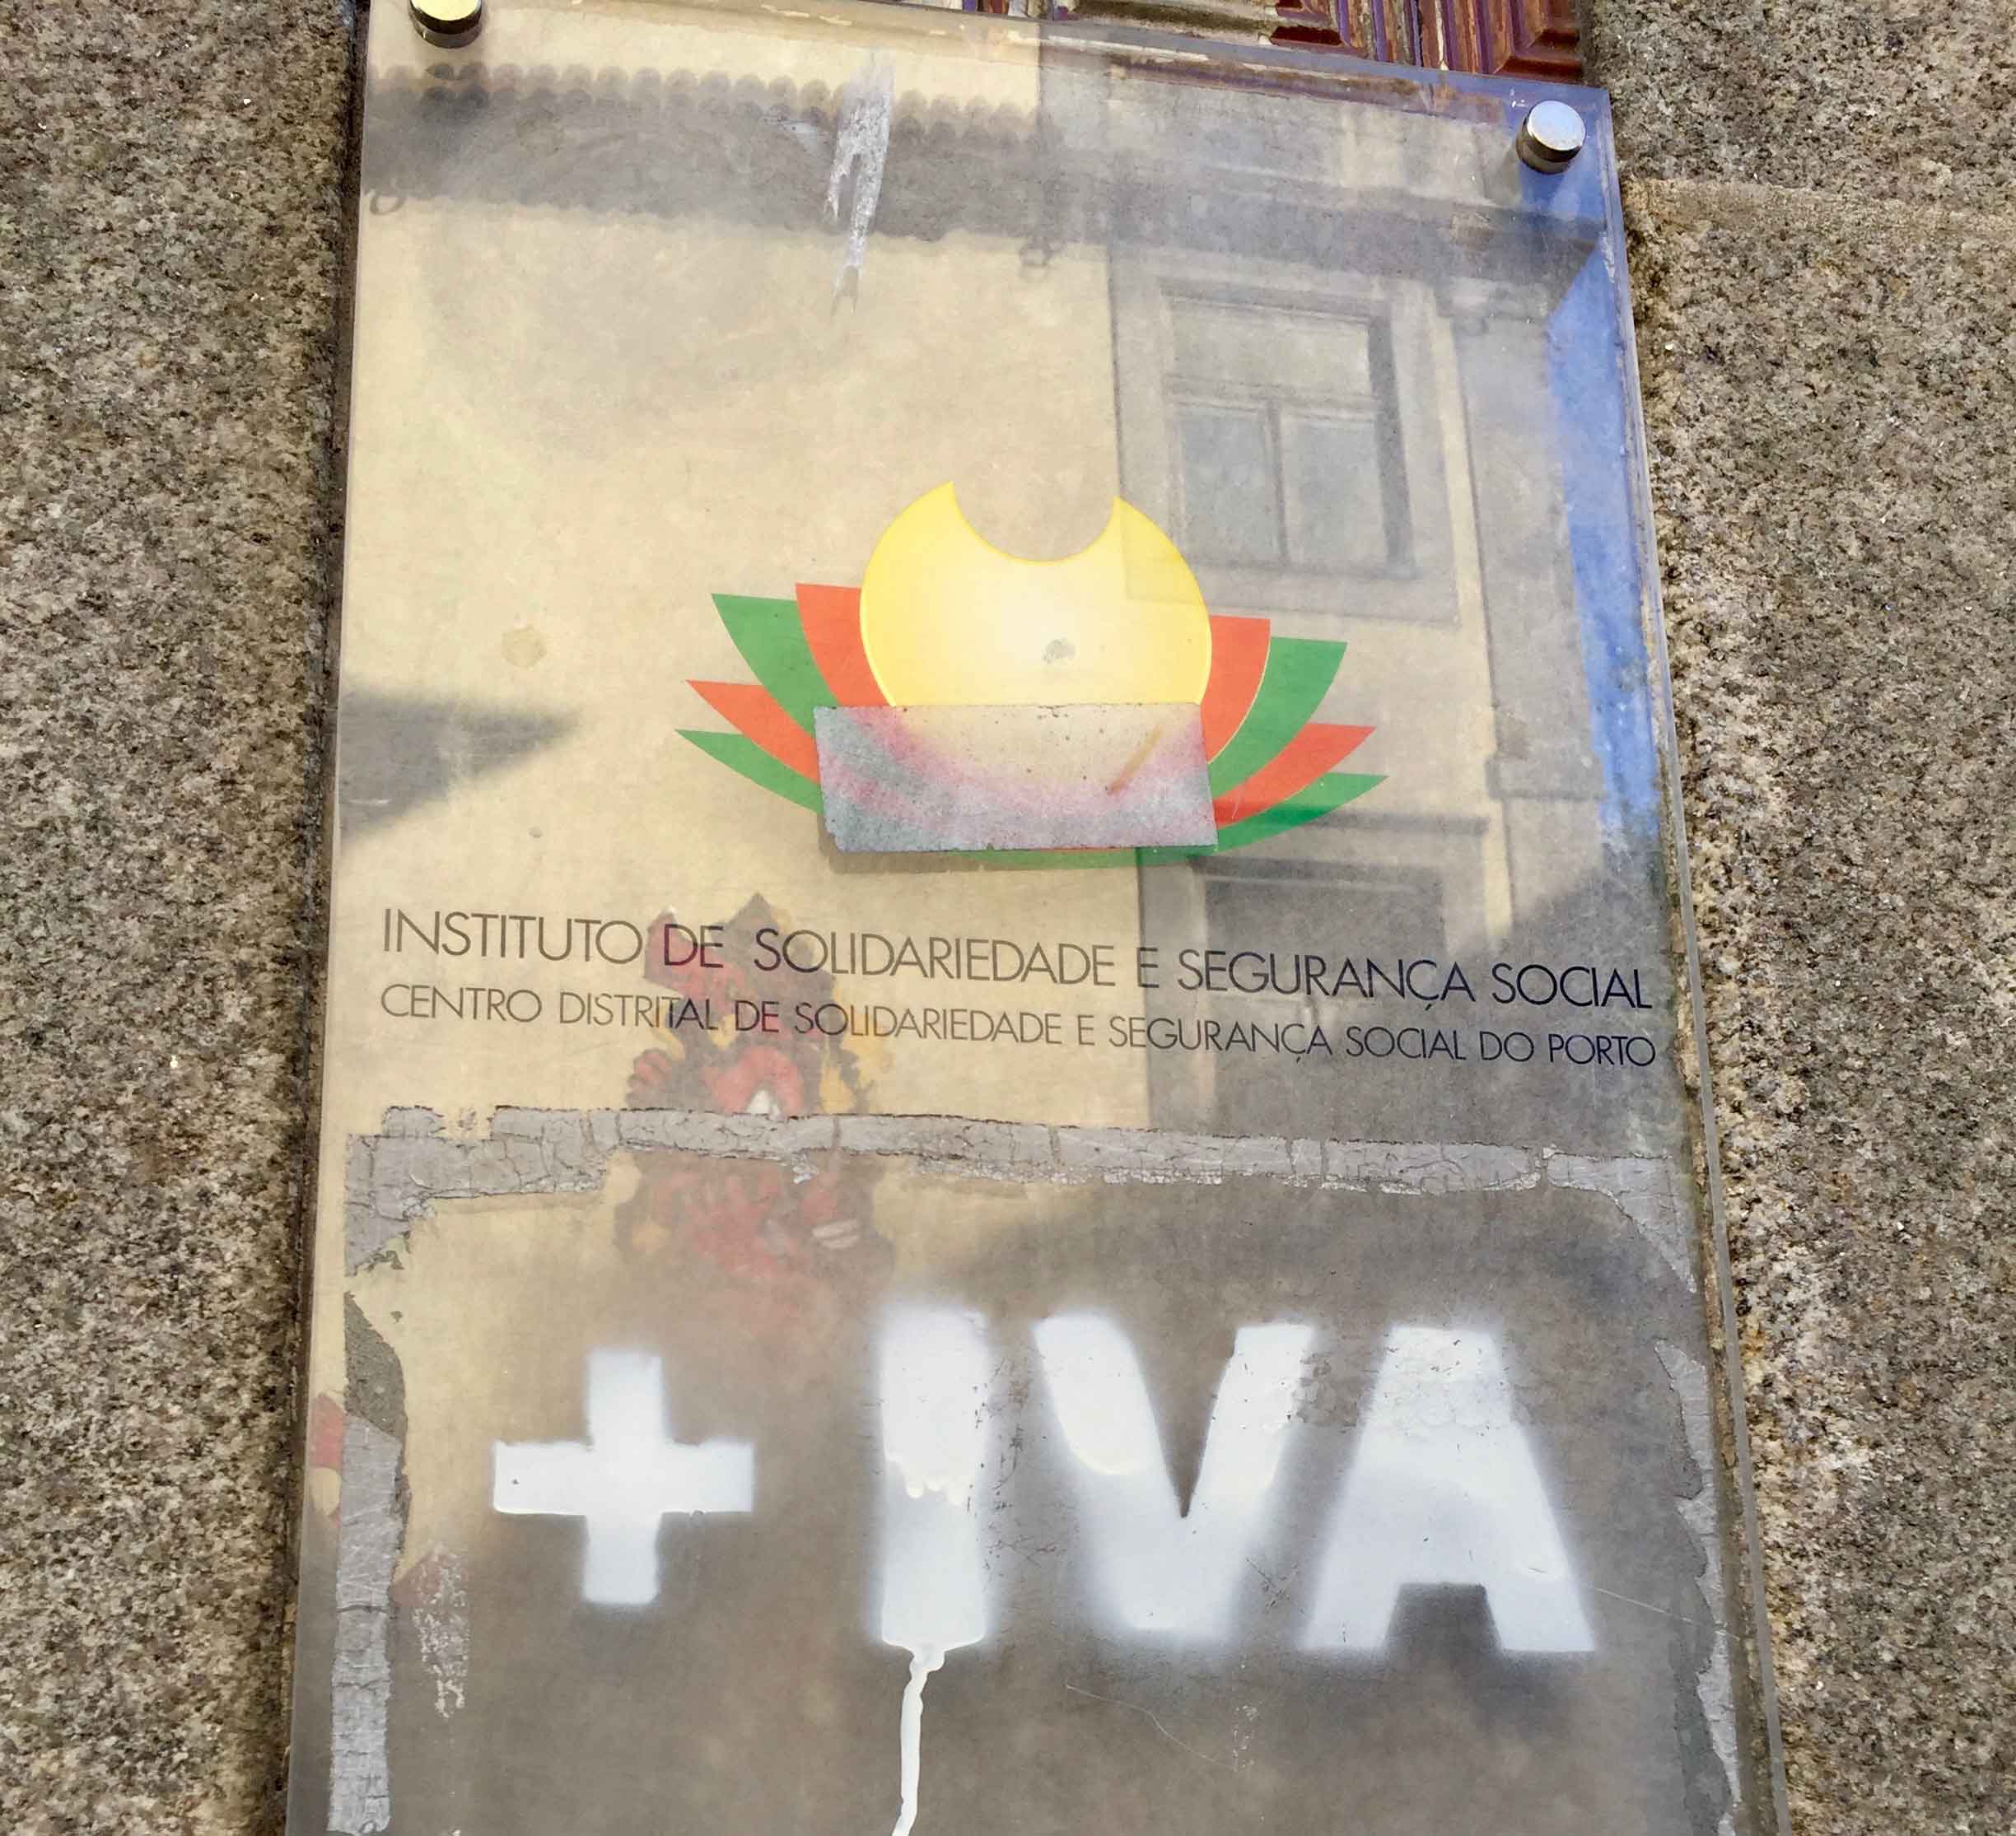 INSTITUTO DE SOLIDARIEDADE E SEGURANÇA SOCIAL
CENTRO DISTRITAL DE SOLIDARIEDADE E SEGURANÇA SOCIAL DO PORTO
+ IVA